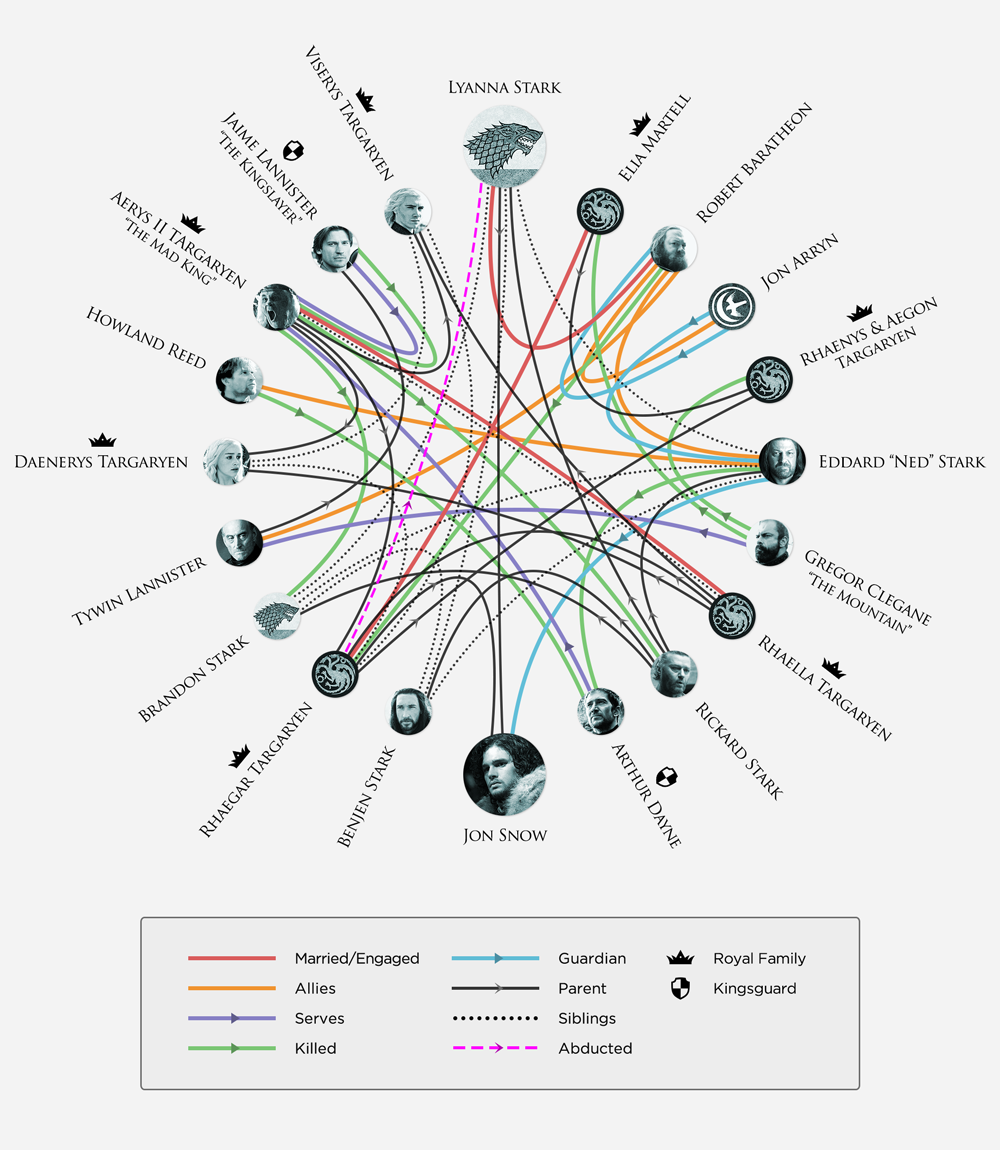 LYANNA STARK
ELIA MARTELL
ROBERT BARATHEON
JON ARRYN
RHAENYS & AEGON
TARGARYEN
EDDARD “NED” STARK
GREGOR CLEGANE
“THE MOUNTAIN”
RHAELLA TARGARYEN
RICKARD STARK
ARTHUR DAYNE
JON SNOW
BENJEN STARK
RHAEGAR TARGARYEN
BRANDON STARK
TYWIN LANNISTER
DAENERYS TARGARYEN
HOWLAND REED
AERYS II TARGARYEN
“THE MAD KING”
JAIME LANNISTER
“THE KINGSLAYER”
VISERYS TARGARYEN
Married/Engaged
Allies
Serves
Killed
Guardian
Parent
Siblings
Abducted
Royal Family
Kingsguard